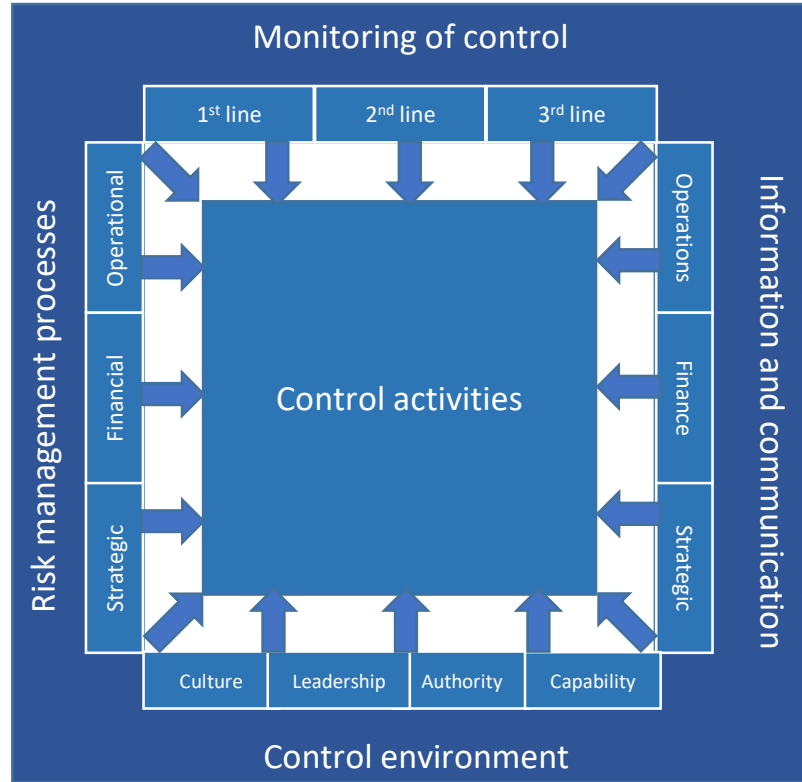 Monitoring of control
1st line
2nd line
3rd line
Risk management processes
Operational
Financial
Strategic
Control activities
Operations
Finance
Strategic
Information and communication
Culture
Leadership
Authority
Capability
Control environment